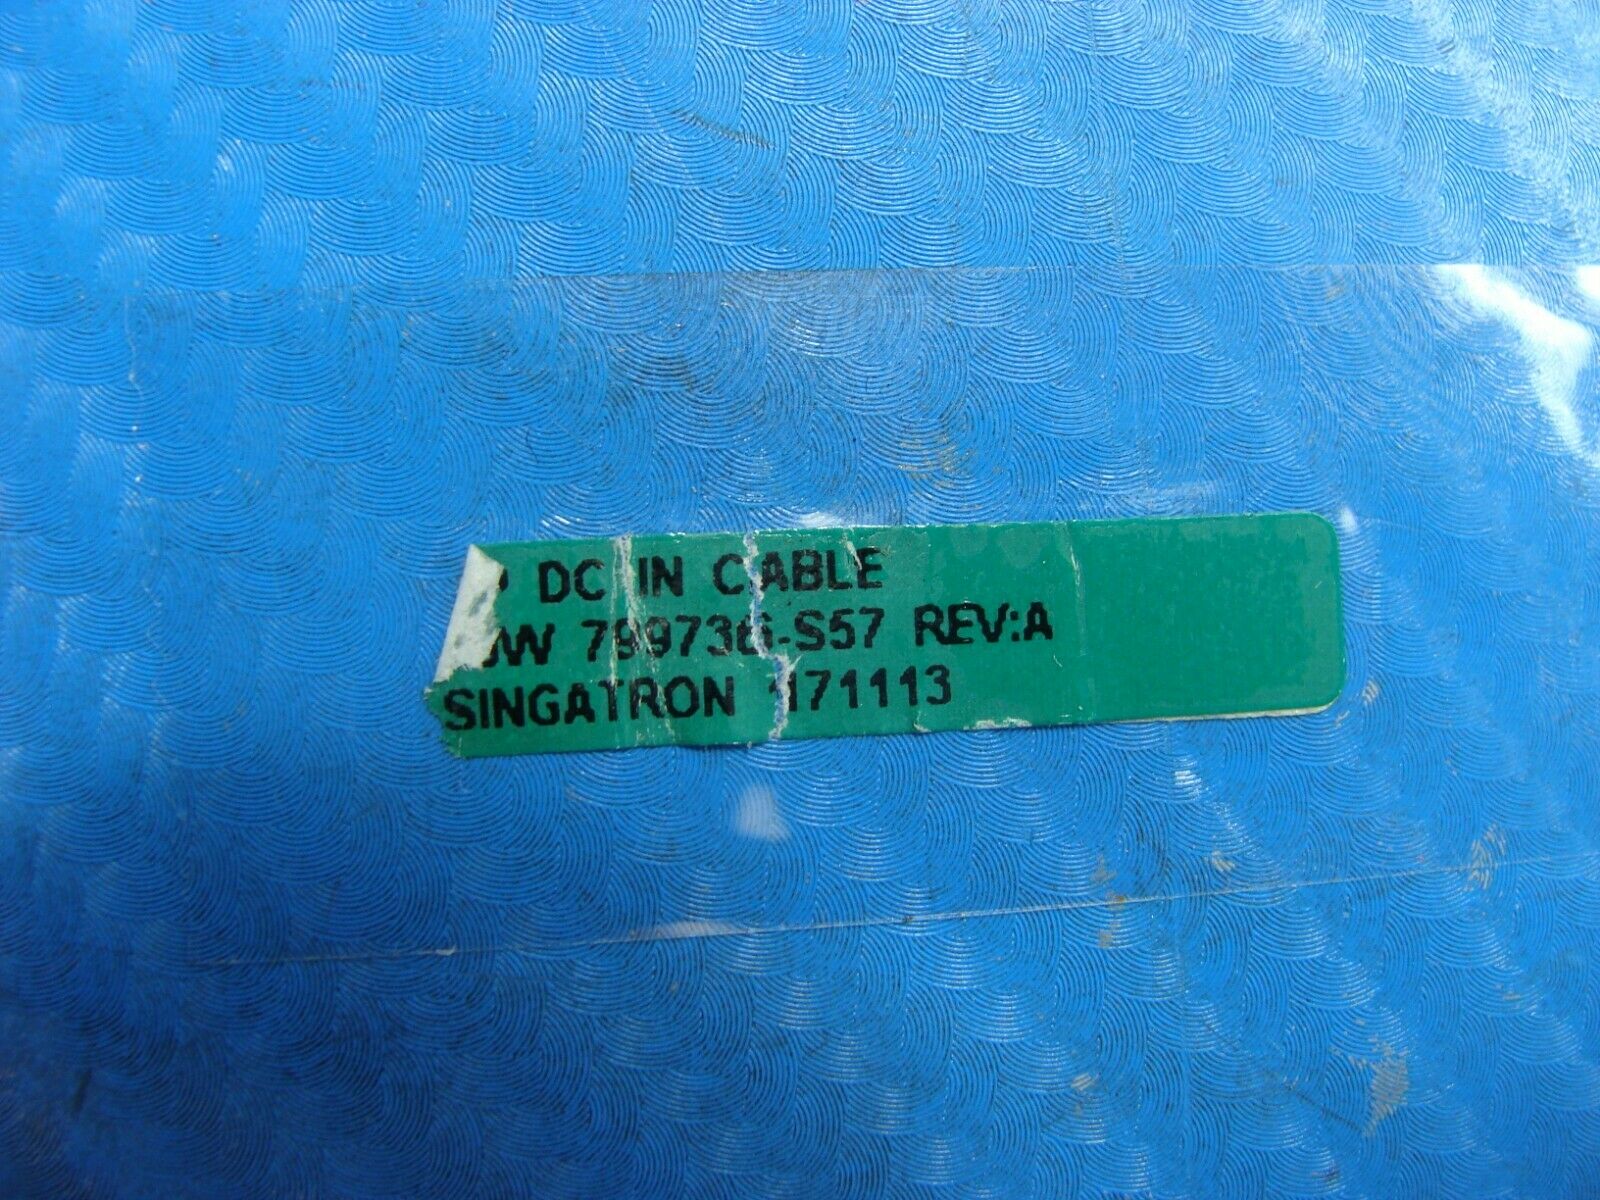 DC IN CABLE
799736-S57 REV:A
SINGATRON 171113